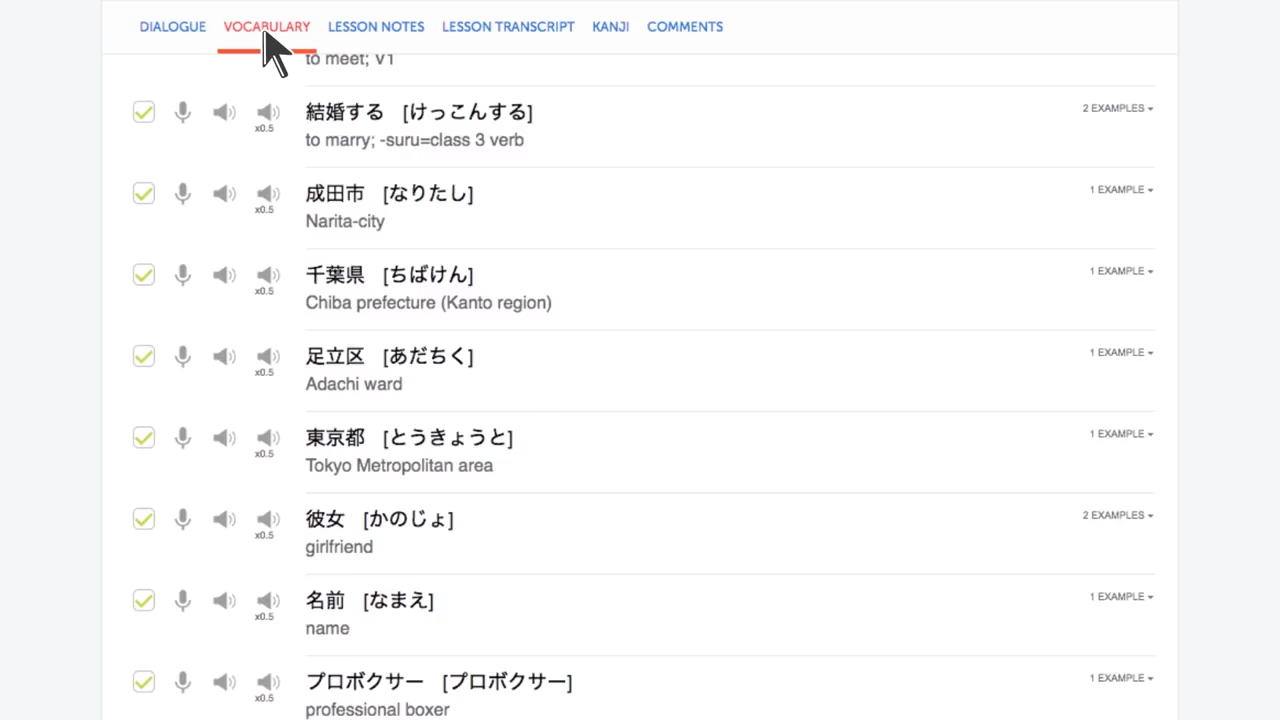 DIALOGUE VOCABULARY LESSON NOTES LESSON TRANSCRIPT KANJI COMMENTS
to meet; V1
結婚する [けっこんする] 2 EXAMPLES
x0.5
to marry; -suru=class 3 verb
成田市 [なりたし] 1 EXAMPLE
x0.5
Narita-city
千葉県 [ちばけん] 1 EXAMPLE
x0.5
Chiba prefecture (Kanto region)
足立区 [あだちく] 1 EXAMPLE
x0.5
Adachi ward
東京都 [とうきょうと] 1 EXAMPLE
x0.5
Tokyo Metropolitan area
彼女 [かのじょ] 2 EXAMPLES
x0.5
girlfriend
名前 [なまえ] 1 EXAMPLE
x0.5
name
プロボクサー [プロボクサー] 1 EXAMPLE
x0.5
professional boxer